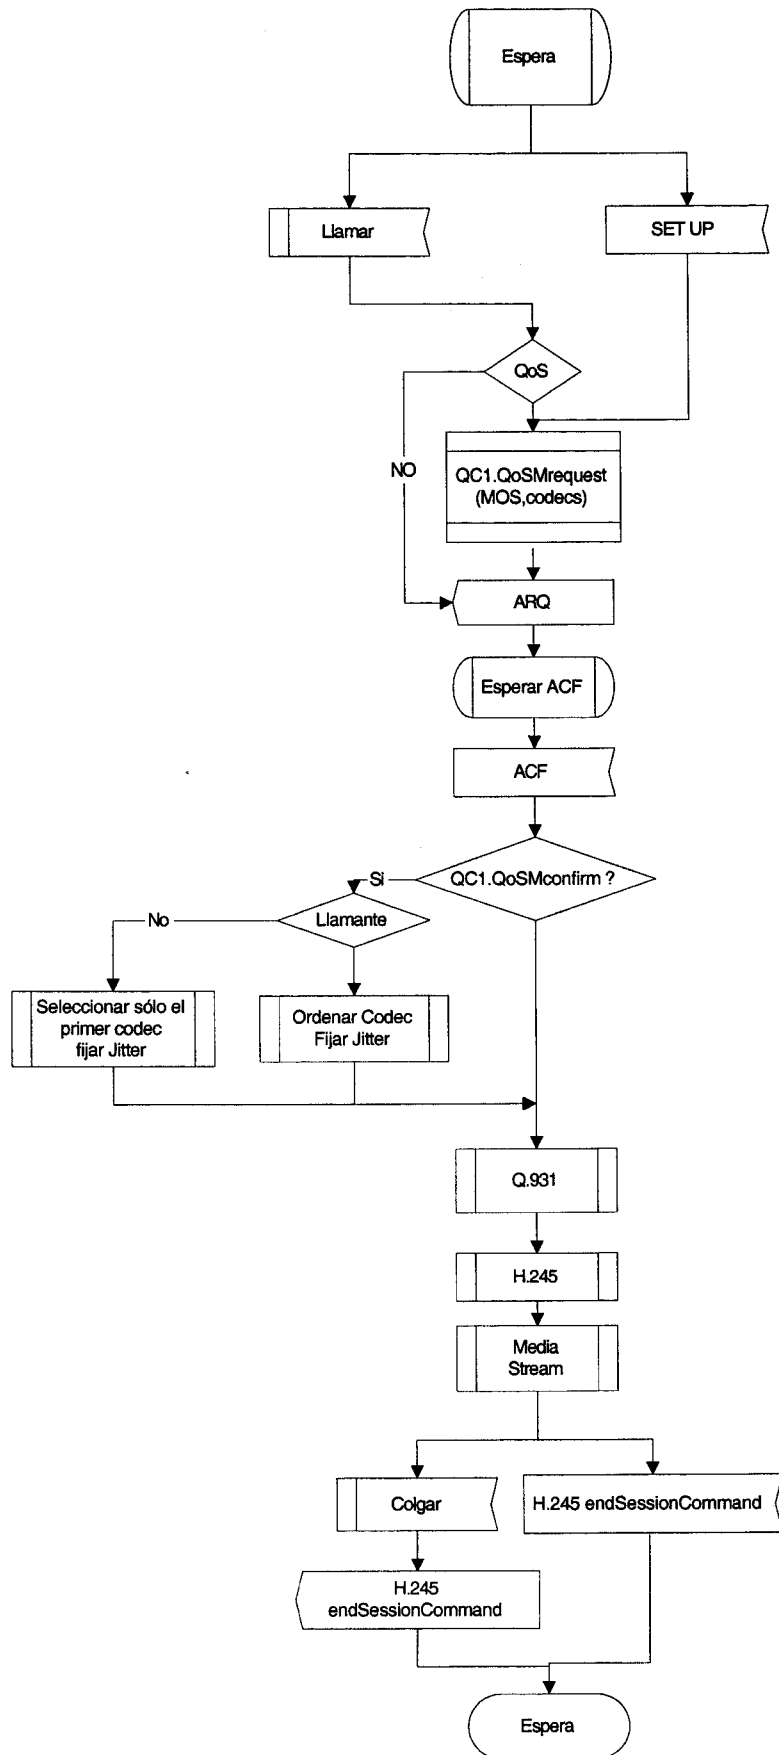 Espera
Llamar
SET UP
QoS
NO
QC1.QoSMrequest
(MOS,codecs)
ARQ
Esperar ACF
ACF
QC1.QoSMconfirm ?
Si
Llamante
No
Seleccionar sólo el
primer codec
fijar Jitter
Ordenar Codec
Fijar Jitter
Q.931
H.245
Media
Stream
Colgar
H.245 endSessionCommand
H.245
endSessionCommand
Espera